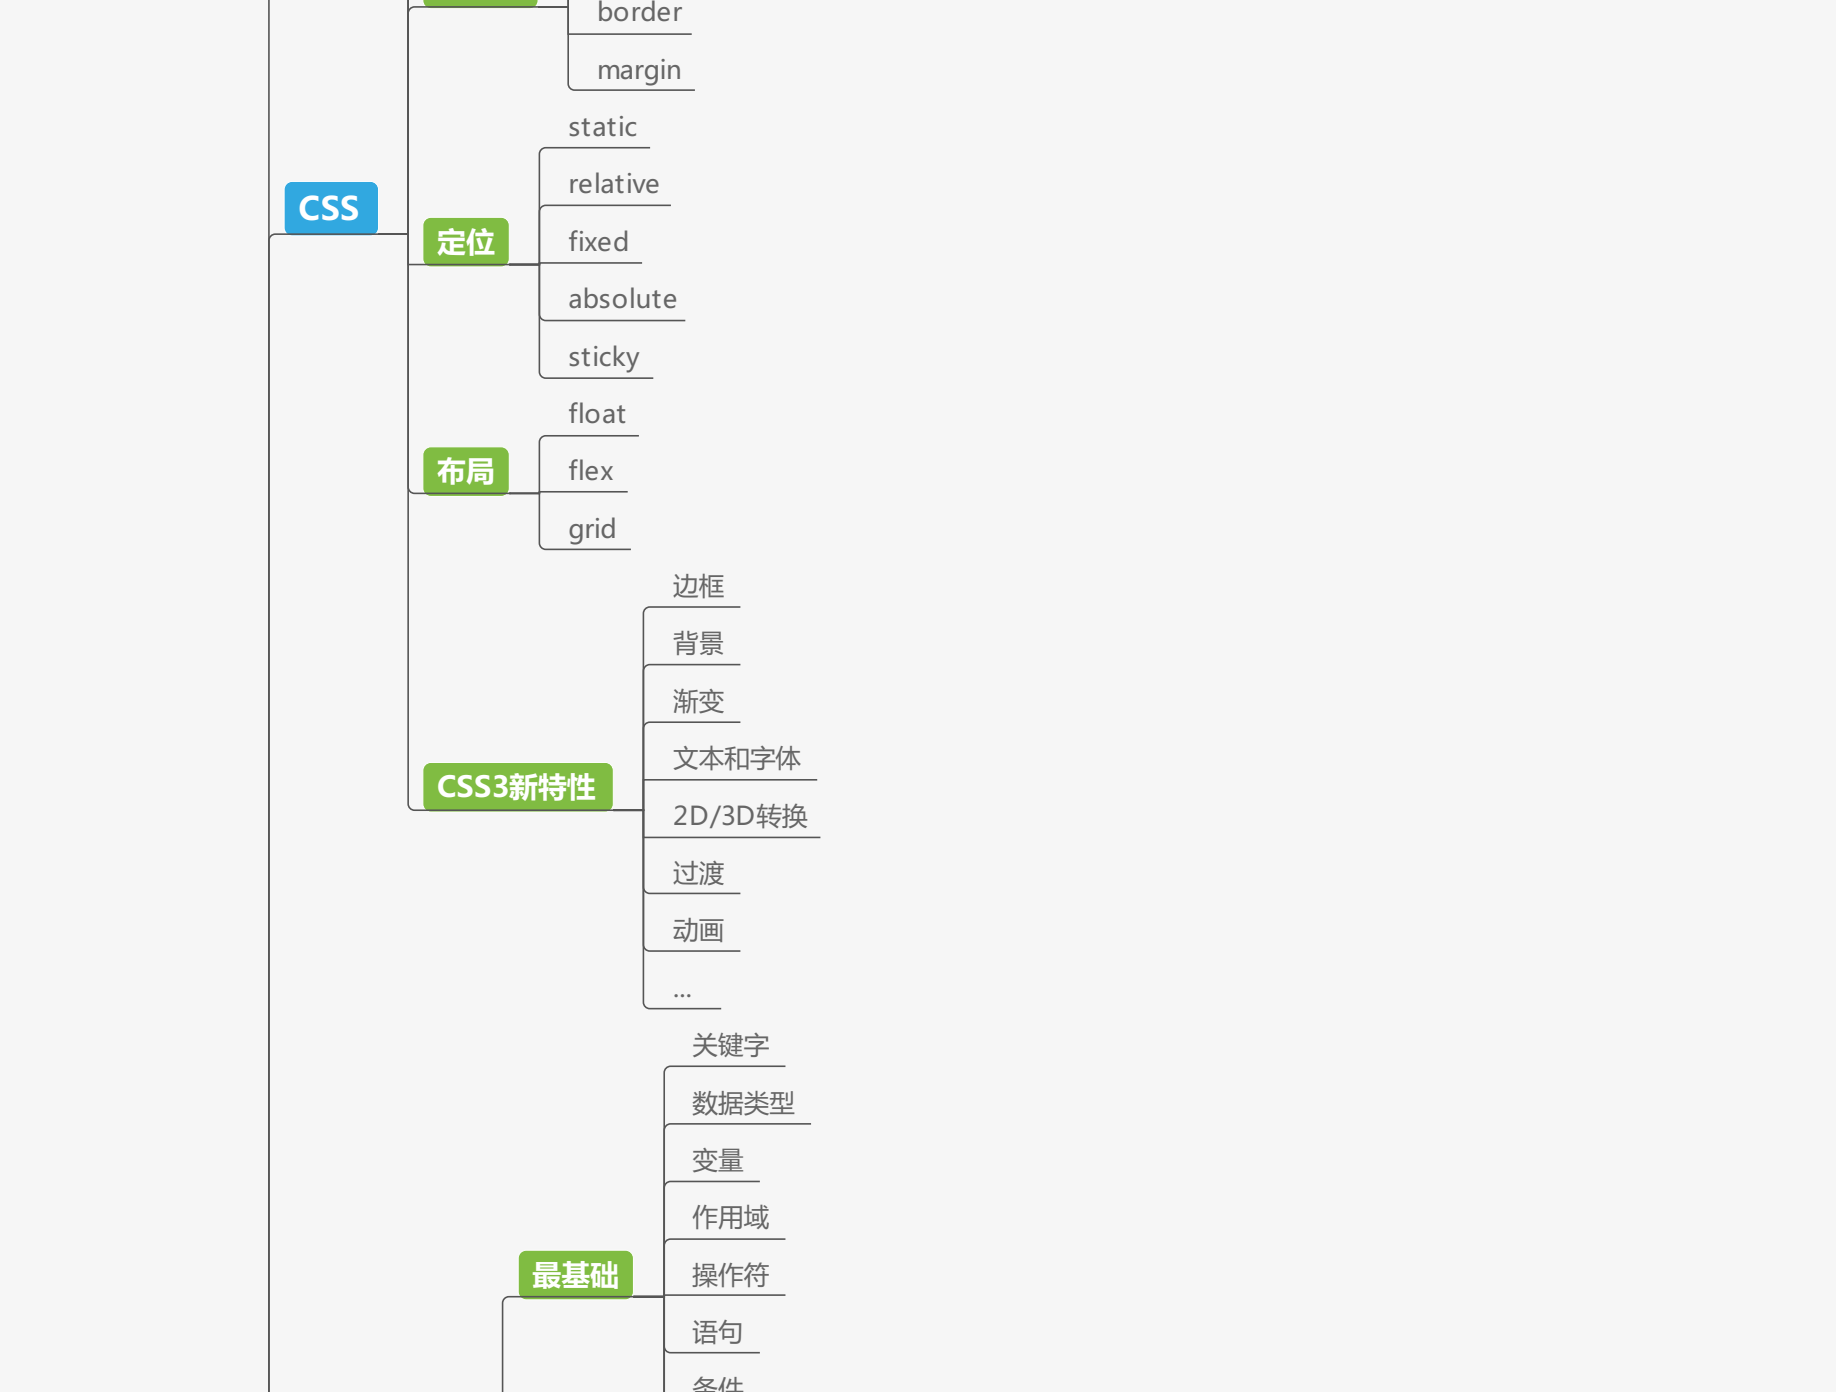 border
margin
CSS
定位
static
relative
fixed
absolute
sticky
布局
float
flex
grid
CSS3新特性
边框
背景
渐变
文本和字体
2D/3D转换
过渡
动画
...
最基础
关键字
数据类型
变量
作用域
操作符
语句
条件